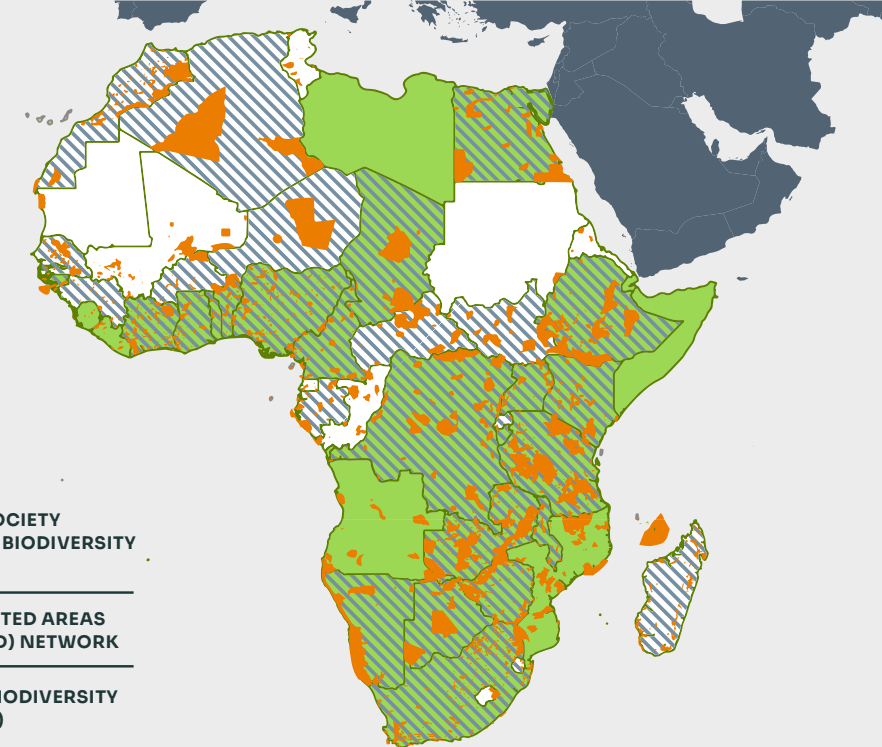 OCIETY
BIODIVERSITY
TED AREAS
) NETWORK
IODIVERSITY
)